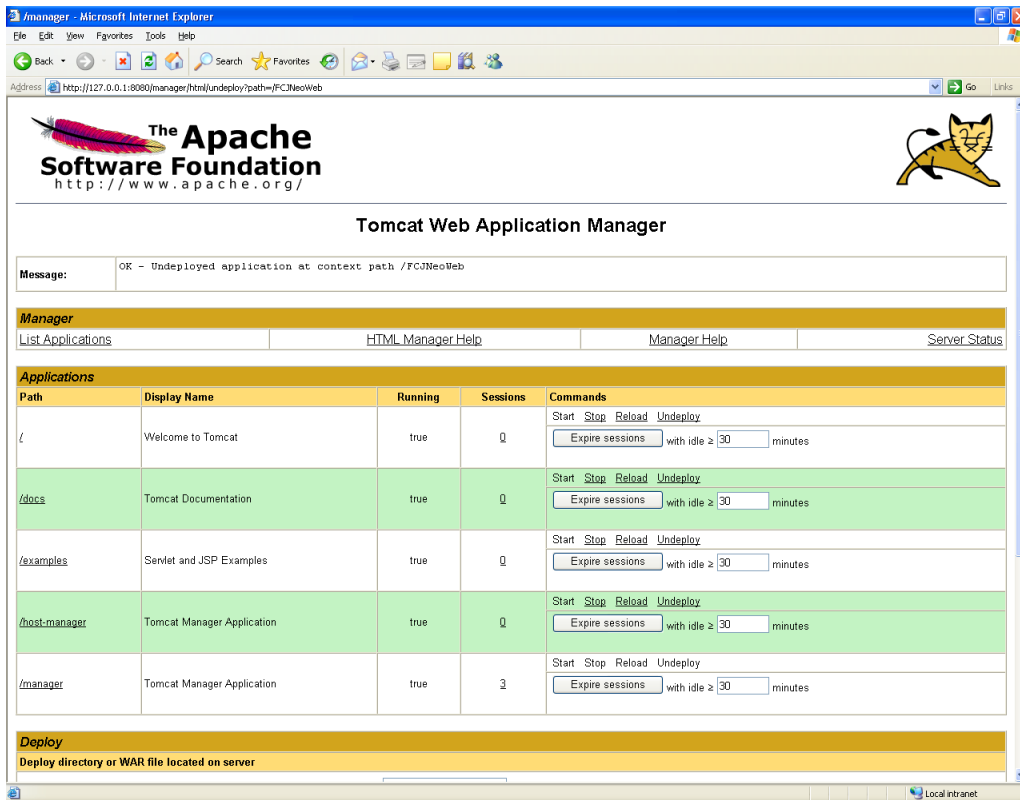 /manager - Microsoft Internet Explorer
File Edit View Favorites Tools Help
Back Search Favorites
Address http://127.0.0.1:8080/manager/html/undeploy?path=/FCJNeoWeb Go Links
The Apache
Software Foundation
http://www.apache.org/
Tomcat Web Application Manager
Message: OK - Undeployed application at context path /FCJNeoWeb
Manager
List Applications HTML Manager Help Manager Help Server Status
Applications
Path Display Name Running Sessions Commands
Start Stop Reload Undeploy
/ Welcome to Tomcat true 0 Expire sessions with idle ≥ 30 minutes
Start Stop Reload Undeploy
/docs Tomcat Documentation true 0 Expire sessions with idle ≥ 30 minutes
Start Stop Reload Undeploy
/examples Servlet and JSP Examples true 0 Expire sessions with idle ≥ 30 minutes
Start Stop Reload Undeploy
/host-manager Tomcat Manager Application true 0 Expire sessions with idle ≥ 30 minutes
Start Stop Reload Undeploy
/manager Tomcat Manager Application true 3 Expire sessions with idle ≥ 30 minutes
Deploy
Deploy directory or WAR file located on server
Local intranet